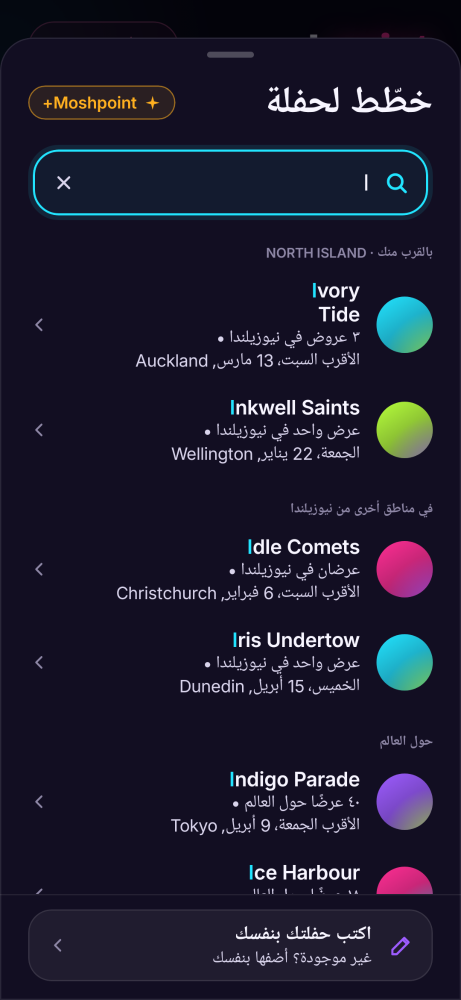 خطّط لحفلة
Moshpoint+
I
بالقرب منك · NORTH ISLAND
Ivory
Tide
٣ عروض في نيوزيلندا •
الأقرب السبت، 13 مارس, Auckland
Inkwell Saints
عرض واحد في نيوزيلندا •
الجمعة، 22 يناير, Wellington
في مناطق أخرى من نيوزيلندا
Idle Comets
عرضان في نيوزيلندا •
الأقرب السبت، 6 فبراير, Christchurch
Iris Undertow
عرض واحد في نيوزيلندا •
الخميس، 15 أبريل, Dunedin
حول العالم
Indigo Parade
٤٠ عرضًا حول العالم •
الأقرب الجمعة، 9 أبريل, Tokyo
Ice Harbour
اكتب حفلتك بنفسك
غير موجودة؟ أضفها بنفسك